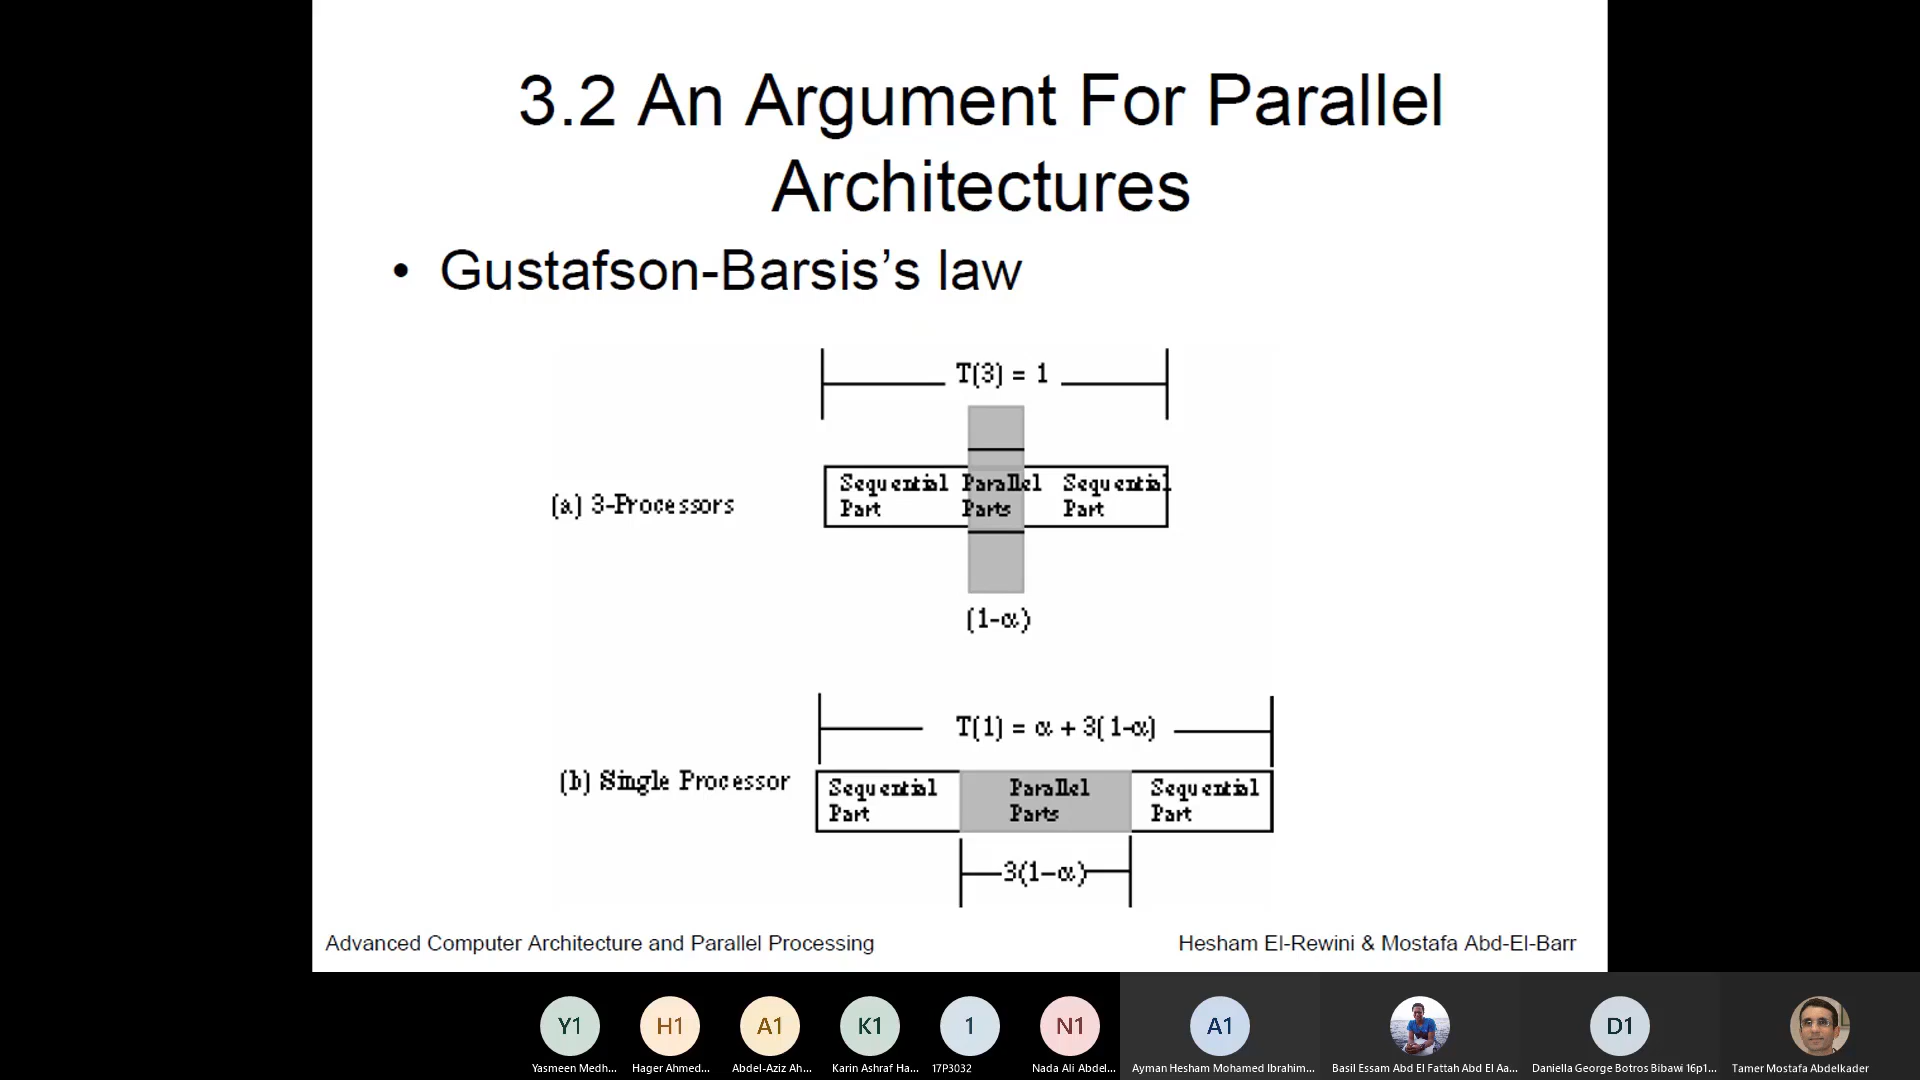 3.2 An Argument For Parallel
Architectures
• Gustafson-Barsis’s law
T(3) = 1
(a) 3-Processors
Sequential Parallel Sequential
Part Parts Part
(1-α)
T(1) = α + 3(1-α)
(b) Single Processor
Sequential Parallel Sequential
Part Parts Part
3(1-α)
Advanced Computer Architecture and Parallel Processing
Hesham El-Rewini & Mostafa Abd-El-Barr
Y1 H1 A1 K1 1 N1 A1 D1
Yasmeen Medh... Hager Ahmed... Abdel-Aziz Ah... Karin Ashraf Ha... 17P3032 Nada Ali Abdel... Ayman Hesham Mohamed Ibrahim... Basil Essam Abd El Fattah Abd El Aa... Daniella George Botros Bibawi 16p1... Tamer Mostafa Abdelkader